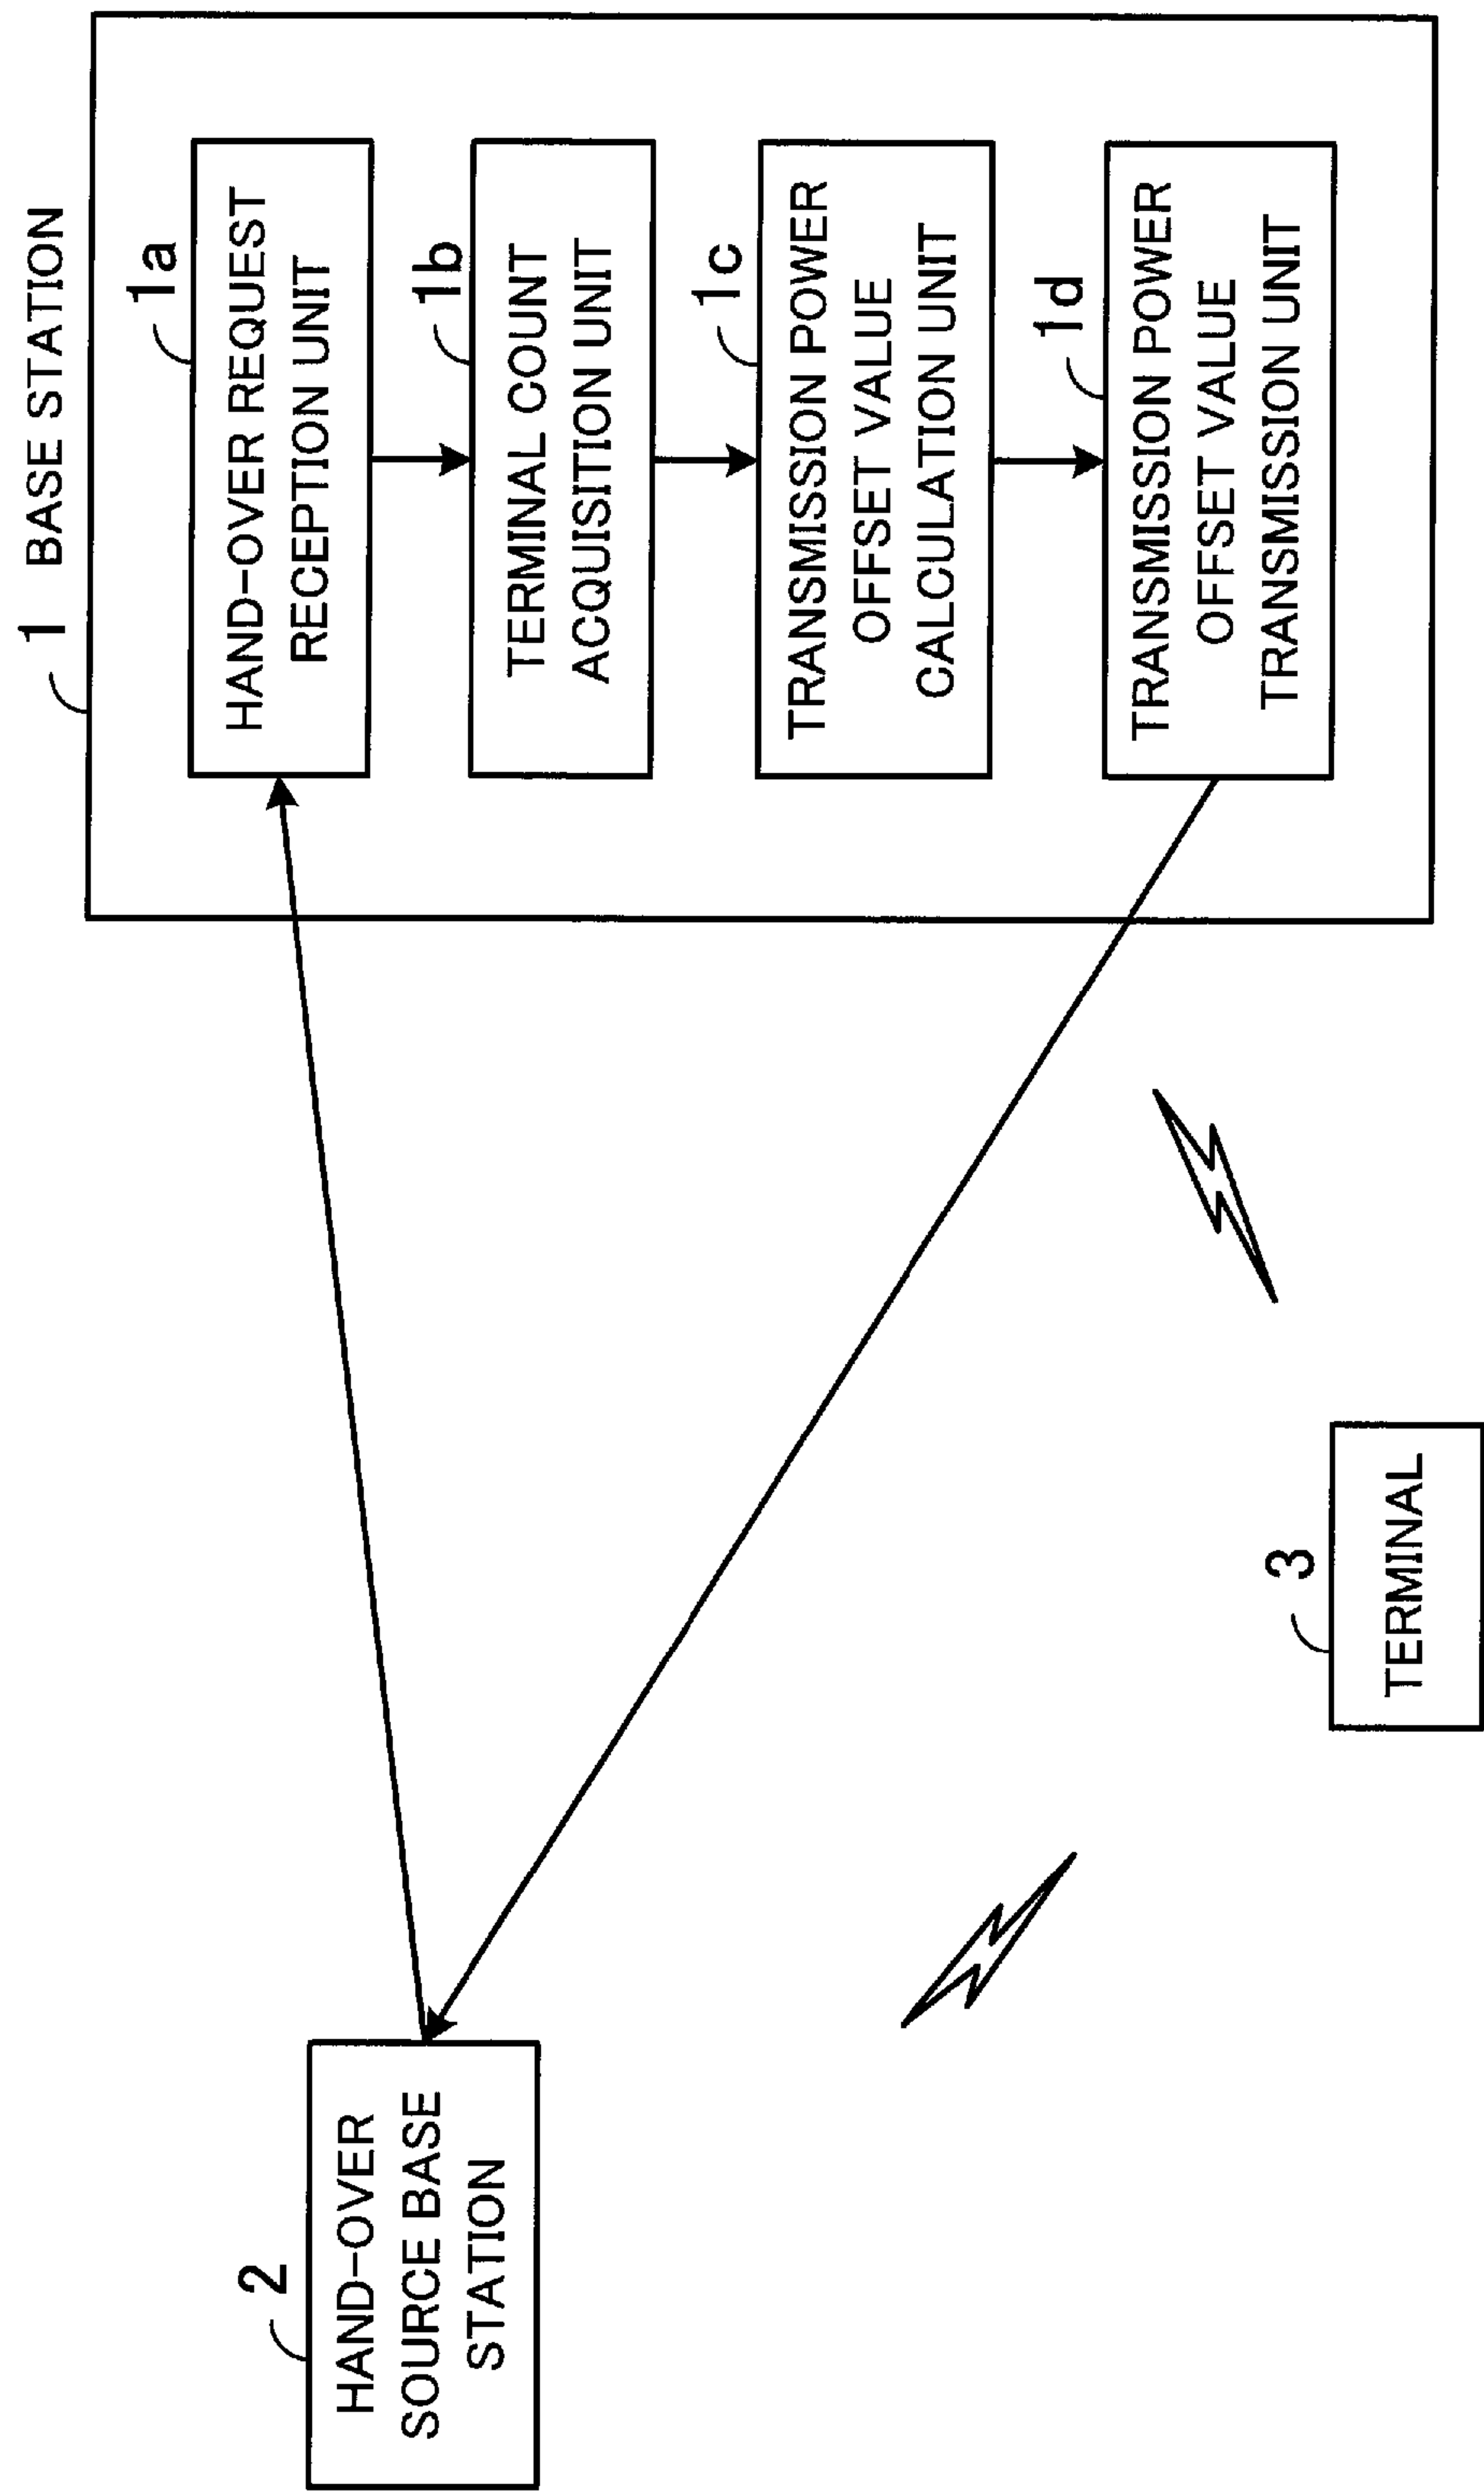 1 BASE STATION
1a
HAND-OVER REQUEST
RECEPTION UNIT
1b
TERMINAL COUNT
ACQUISITION UNIT
1c
TRANSMISSION POWER
OFFSET VALUE
CALCULATION UNIT
1d
TRANSMISSION POWER
OFFSET VALUE
TRANSMISSION UNIT
2
HAND-OVER
SOURCE BASE
STATION
3
TERMINAL